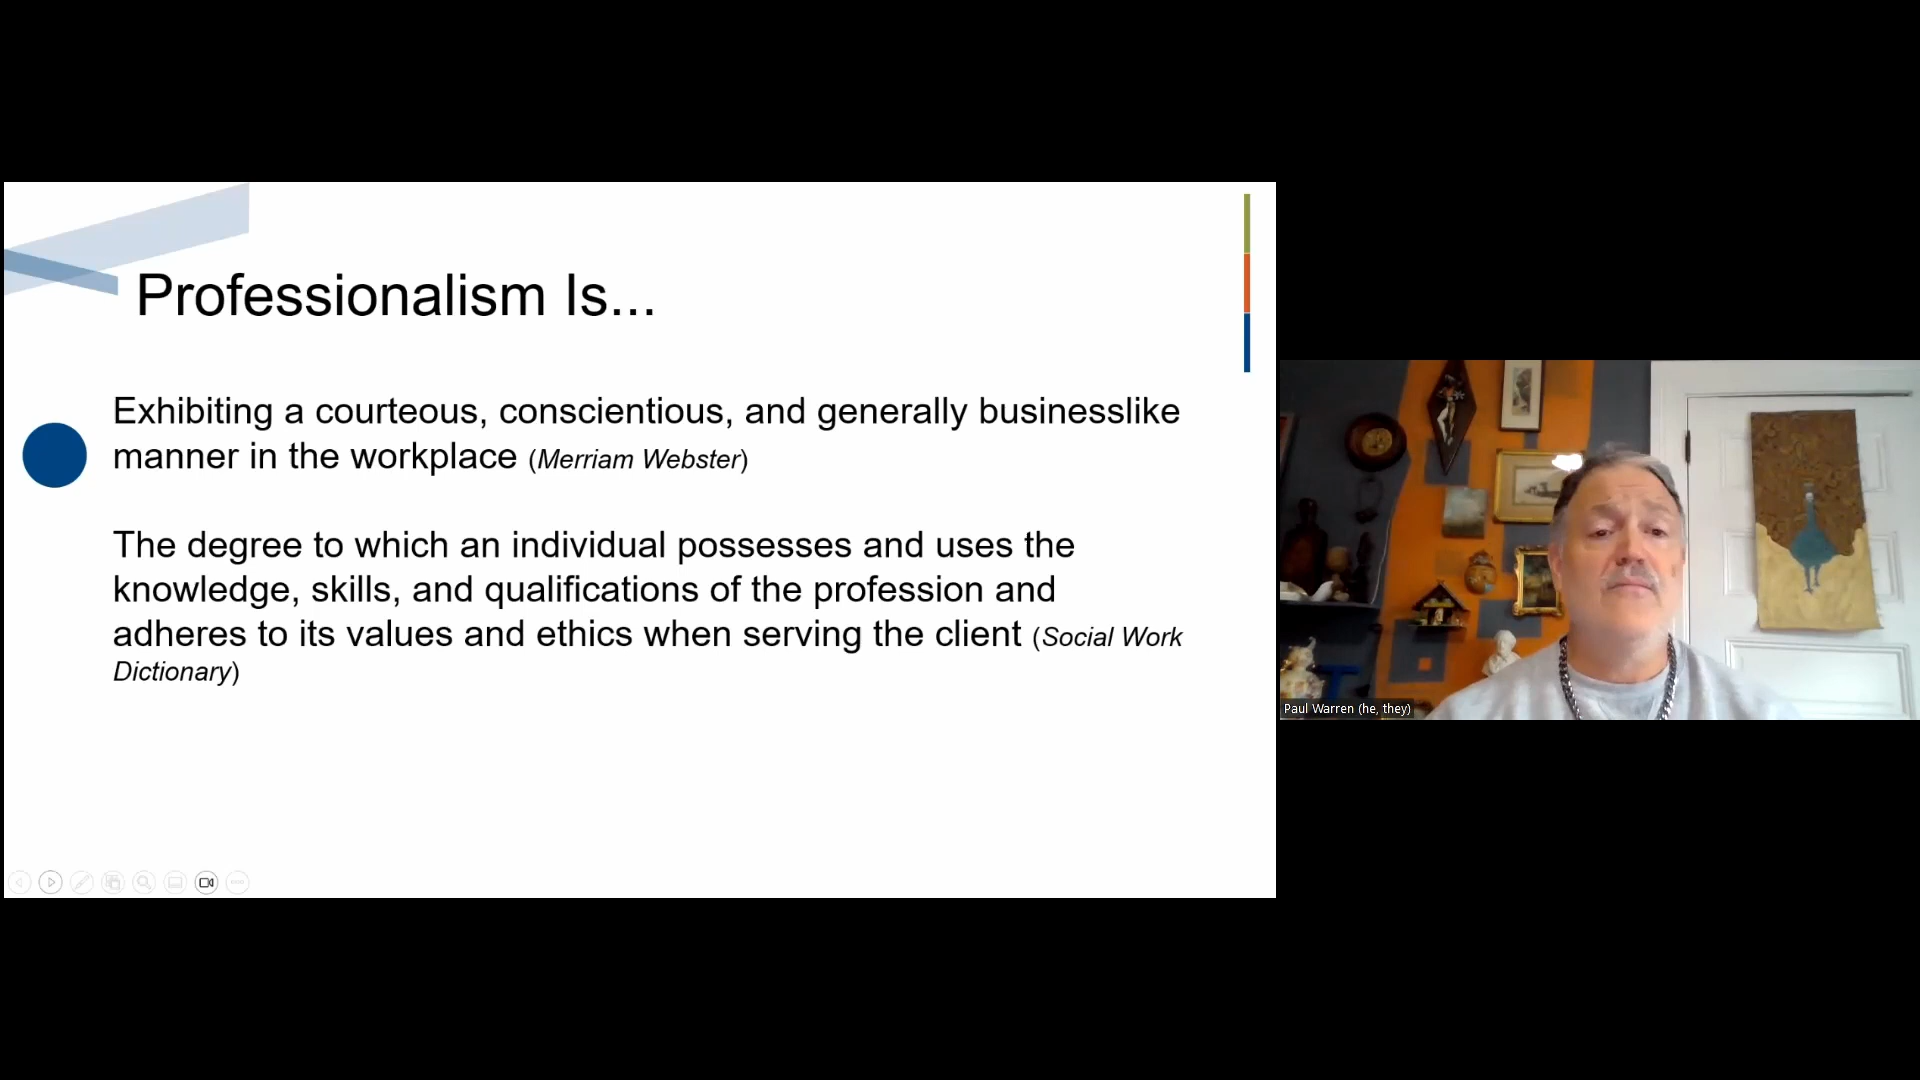 Professionalism Is...
Exhibiting a courteous, conscientious, and generally businesslike
manner in the workplace (Merriam Webster)
The degree to which an individual possesses and uses the
knowledge, skills, and qualifications of the profession and
adheres to its values and ethics when serving the client (Social Work
Dictionary)
Paul Warren (he, they)